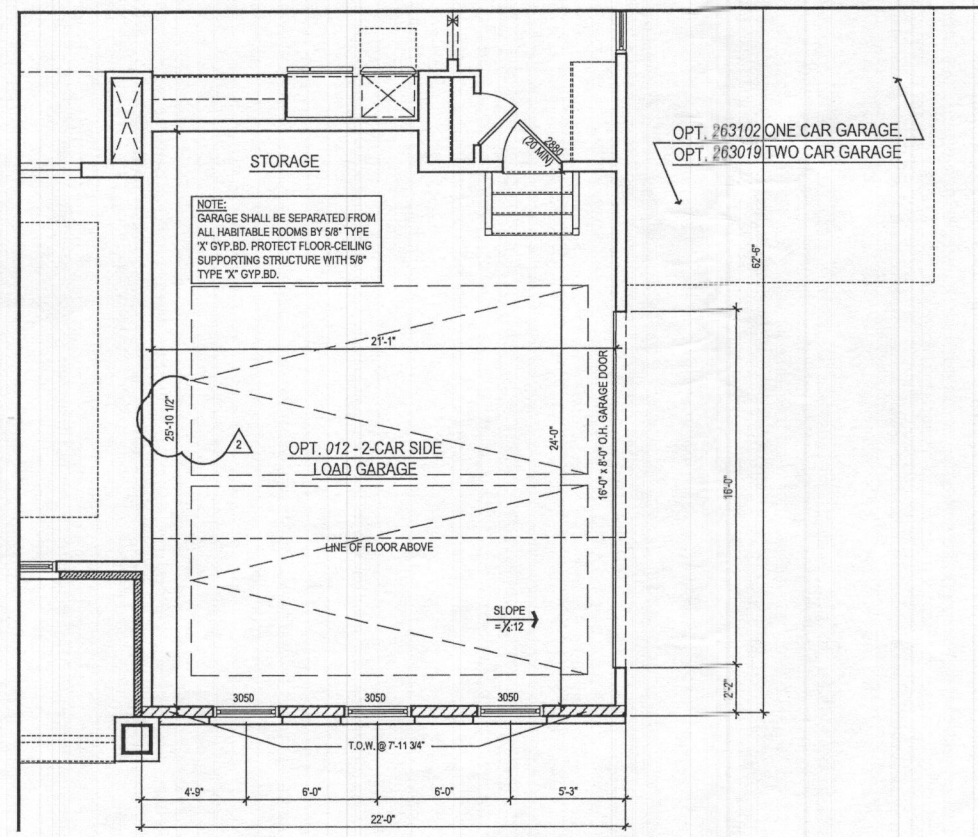 OPT. 263102 ONE CAR GARAGE.
OPT. 263019 TWO CAR GARAGE
STORAGE
2880
(20 MIN)
NOTE:
GARAGE SHALL BE SEPARATED FROM
ALL HABITABLE ROOMS BY 5/8" TYPE
'X' GYP.BD. PROTECT FLOOR-CEILING
SUPPORTING STRUCTURE WITH 5/8"
TYPE "X" GYP.BD.
62'-6"
21'-1"
25'-10 1/2"
2
OPT. 012 - 2-CAR SIDE
LOAD GARAGE
24'-0"
16'-0" x 8'-0" O.H. GARAGE DOOR
16'-0"
LINE OF FLOOR ABOVE
SLOPE
2'-2"
3050
3050
3050
T.O.W. @ 7'-11 3/4"
4'-9"
6'-0"
6'-0"
5'-3"
22'-0"